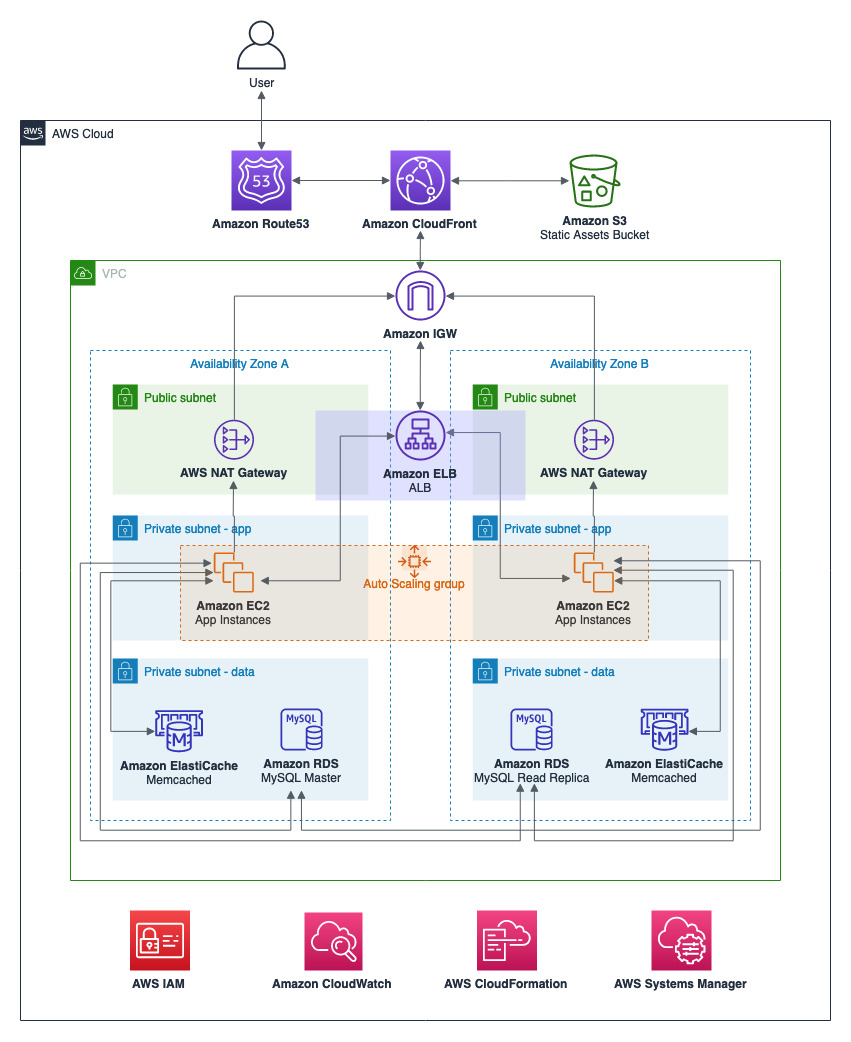 User
aws
AWS Cloud
53
Amazon Route53
Amazon CloudFront
Amazon S3
Static Assets Bucket
VPC
Amazon IGW
Availability Zone A
Availability Zone B
Public subnet
Public subnet
AWS NAT Gateway
Amazon ELB
ALB
AWS NAT Gateway
Private subnet - app
Private subnet - app
Auto Scaling group
Amazon EC2
App Instances
Amazon EC2
App Instances
Private subnet - data
Private subnet - data
M
Amazon ElastiCache
Memcached
MySQL
Amazon RDS
MySQL Master
MySQL
Amazon RDS
MySQL Read Replica
M
Amazon ElastiCache
Memcached
AWS IAM
Amazon CloudWatch
AWS CloudFormation
AWS Systems Manager